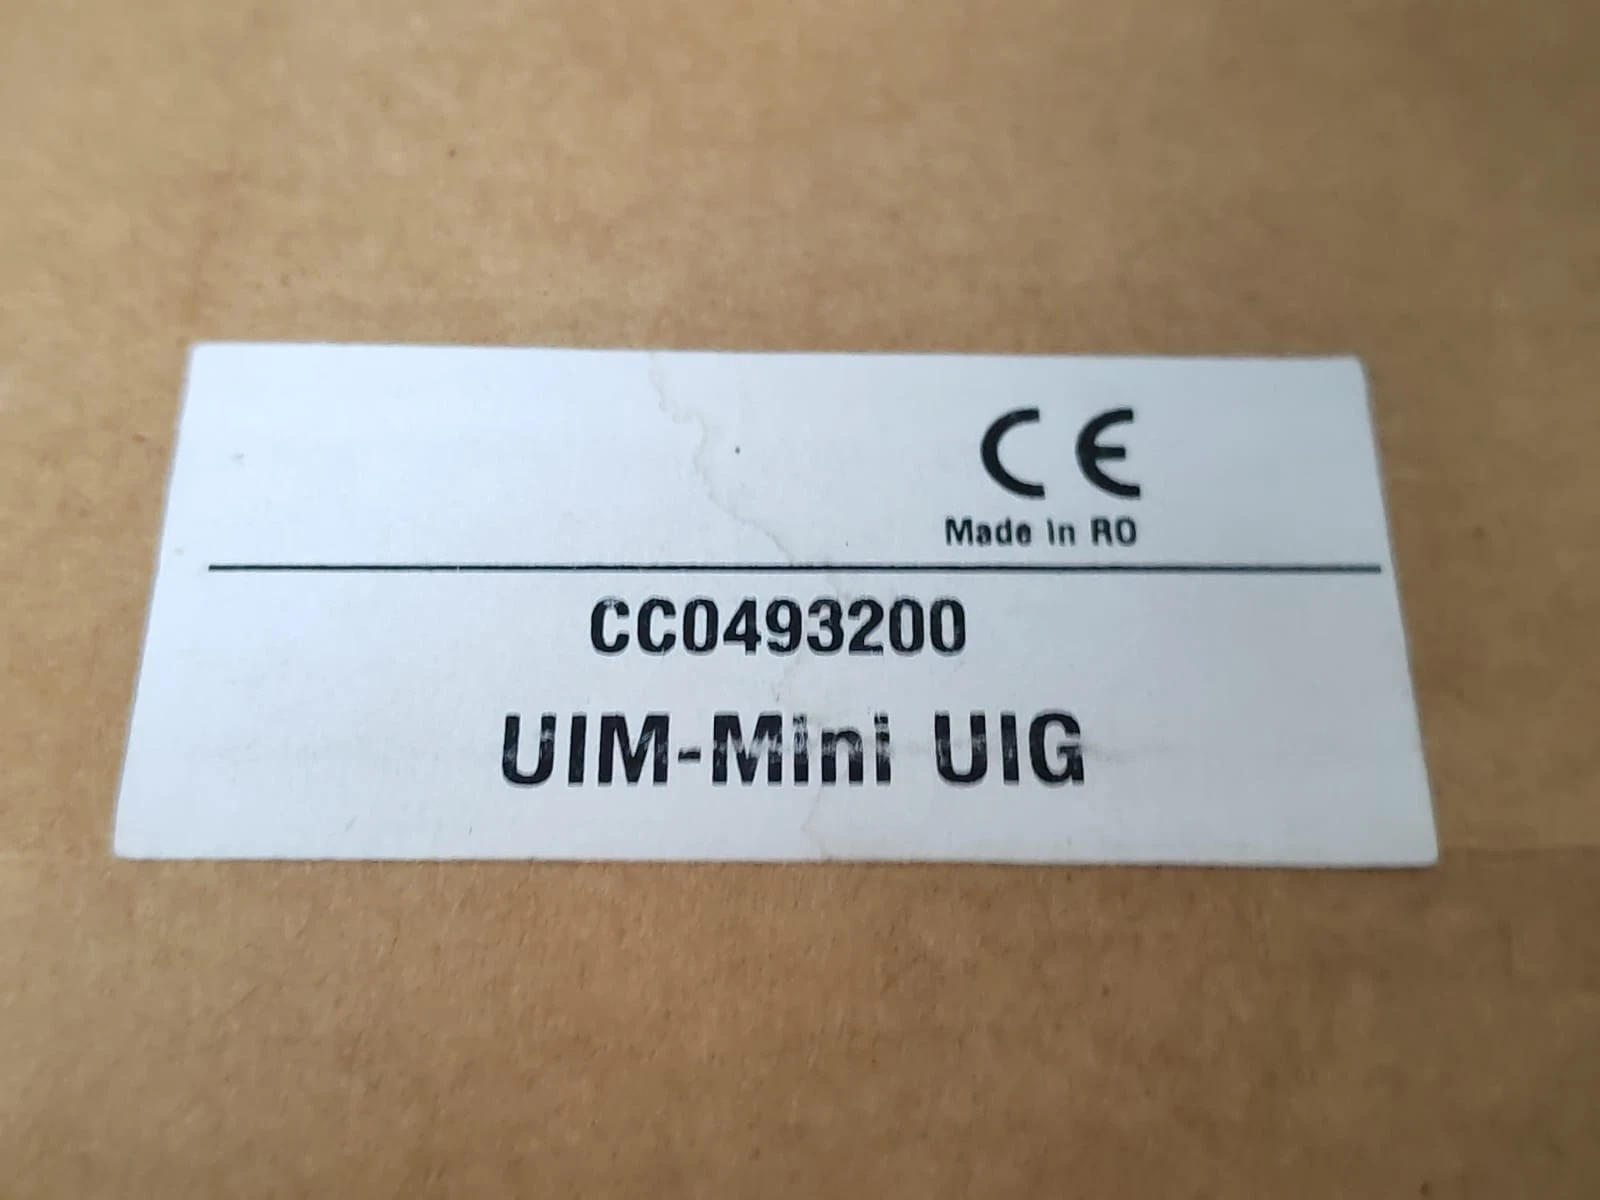 CE
Made in RO
CC0493200
UIM-Mini UIG